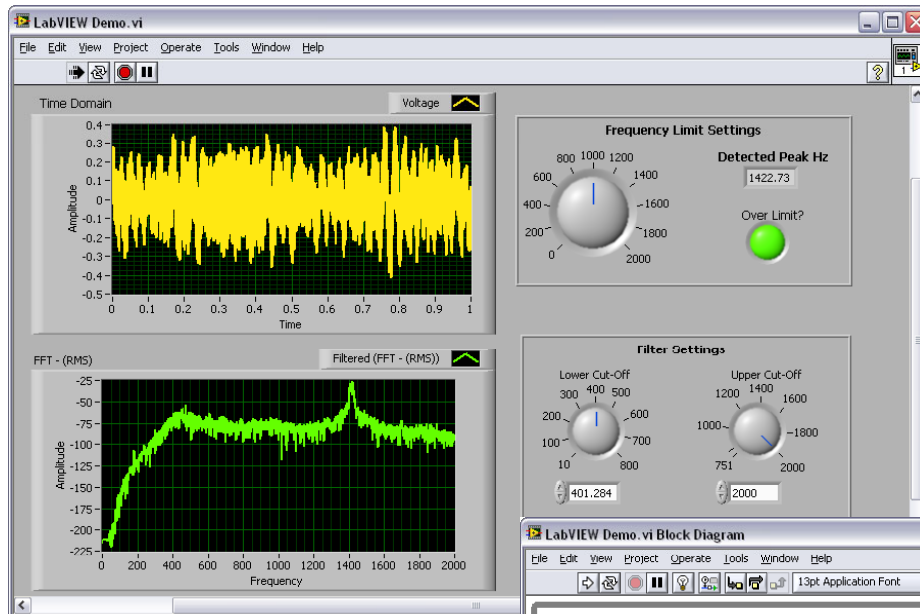 LabVIEW Demo.vi
File Edit View Project Operate Tools Window Help
1
Time Domain
Voltage
0.4
0.3
0.2
0.1
0
-0.1
-0.2
-0.3
-0.4
-0.5
Amplitude
0 0.1 0.2 0.3 0.4 0.5 0.6 0.7 0.8 0.9 1
Time
FFT - (RMS)
Filtered (FFT - (RMS))
-25
-50
-75
-100
-125
-150
-175
-200
-225
Amplitude
0 200 400 600 800 1000 1200 1400 1600 1800 2000
Frequency
Frequency Limit Settings
0 200 400 600 800 1000 1200 1400 1600 1800 2000
Detected Peak Hz
1422.73
Over Limit?
Filter Settings
Lower Cut-Off
10 100 200 300 400 500 600 700 800
401.284
Upper Cut-Off
751 1000 1200 1400 1600 1800 2000
2000
LabVIEW Demo.vi Block Diagram
File Edit View Project Operate Tools Window Help
13pt Application Font